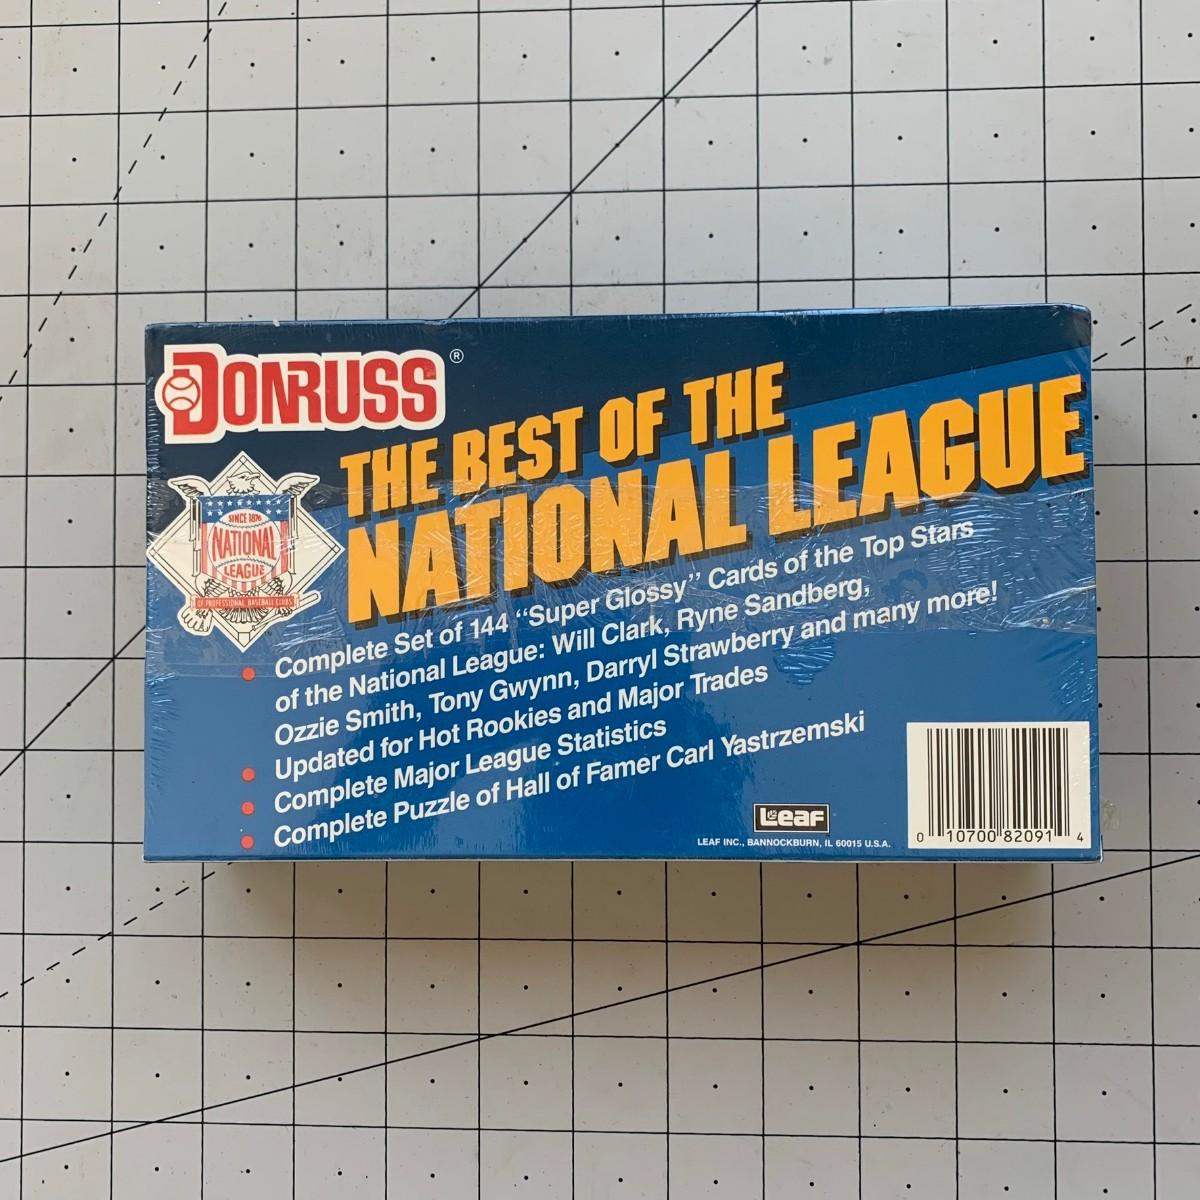 DONRUSS®
THE BEST OF THE
NATIONAL LEAGUE
SINCE 1876
NATIONAL
LEAGUE
OF PROFESSIONAL BASEBALL CLUBS
• Complete Set of 144 “Super Glossy” Cards of the Top Stars
of the National League: Will Clark, Ryne Sandberg,
Ozzie Smith, Tony Gwynn, Darryl Strawberry and many more!
• Updated for Hot Rookies and Major Trades
• Complete Major League Statistics
• Complete Puzzle of Hall of Famer Carl Yastrzemski
Leaf
LEAF INC., BANNOCKBURN, IL 60015 U.S.A.
0 10700 82091 4